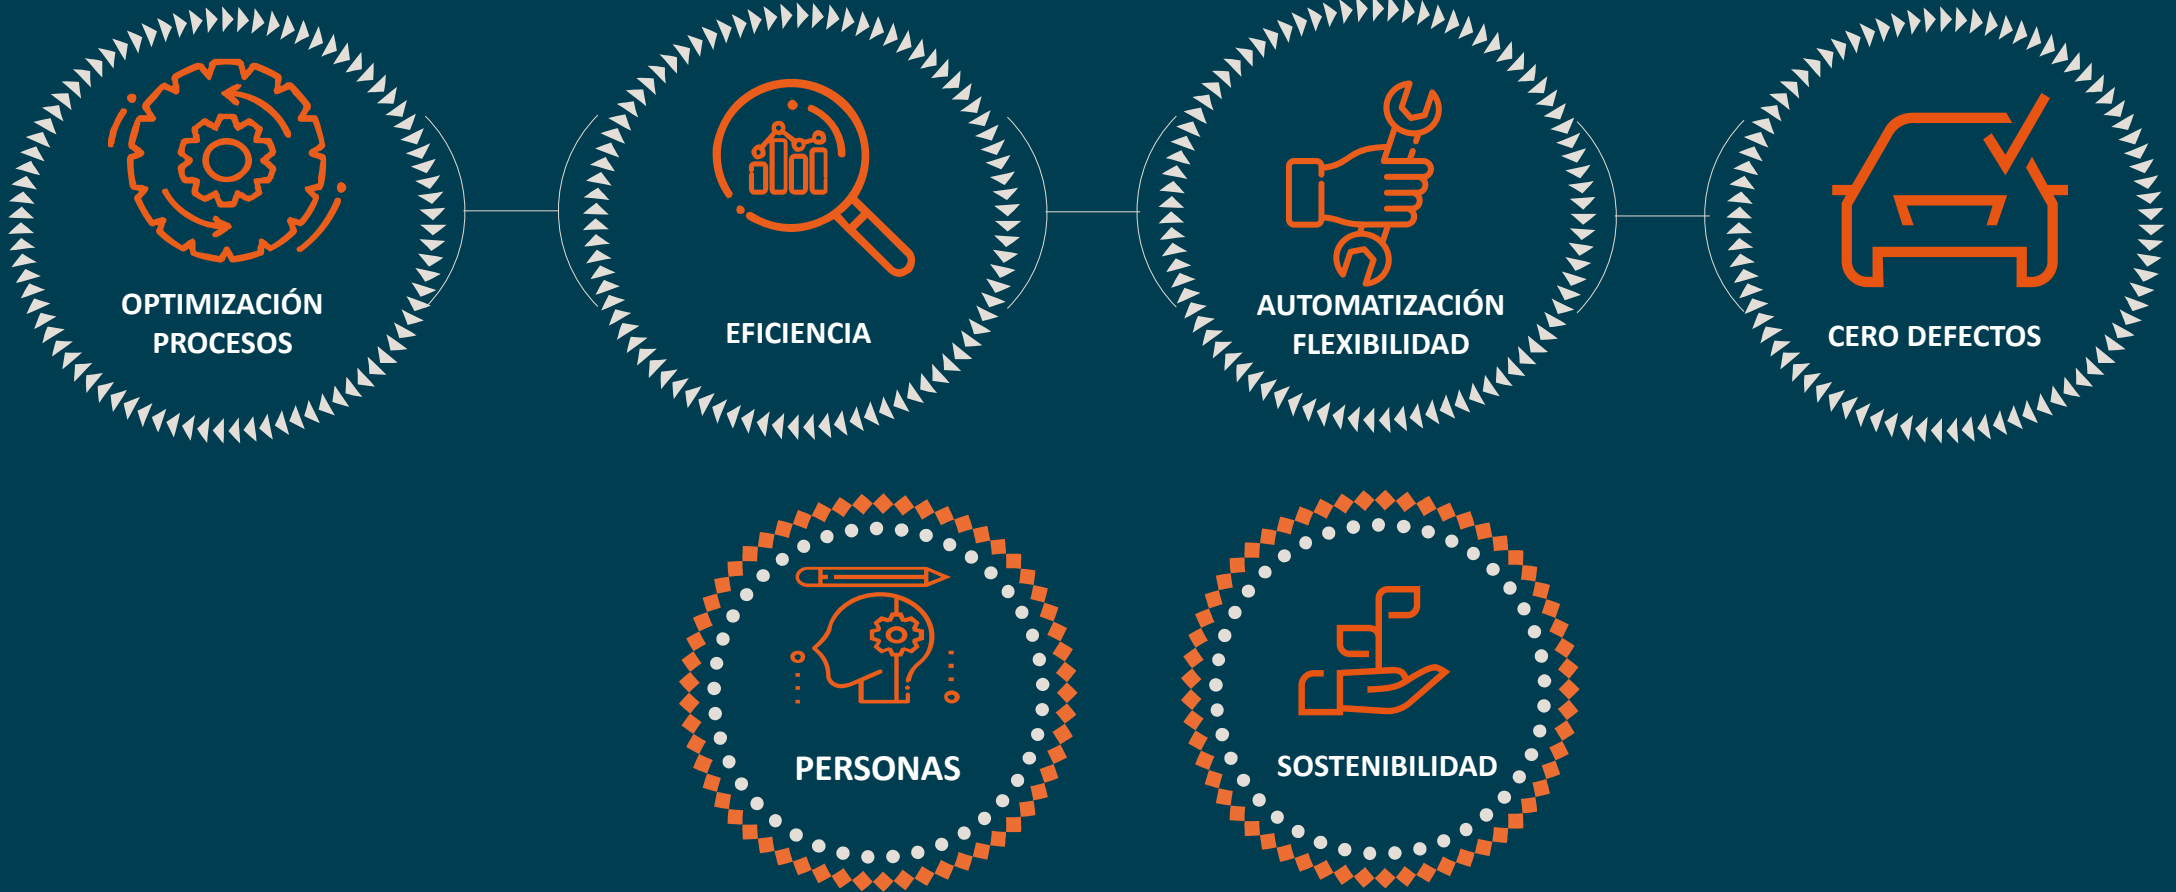 OPTIMIZACIÓN
PROCESOS
EFICIENCIA
AUTOMATIZACIÓN
FLEXIBILIDAD
CERO DEFECTOS
PERSONAS
SOSTENIBILIDAD